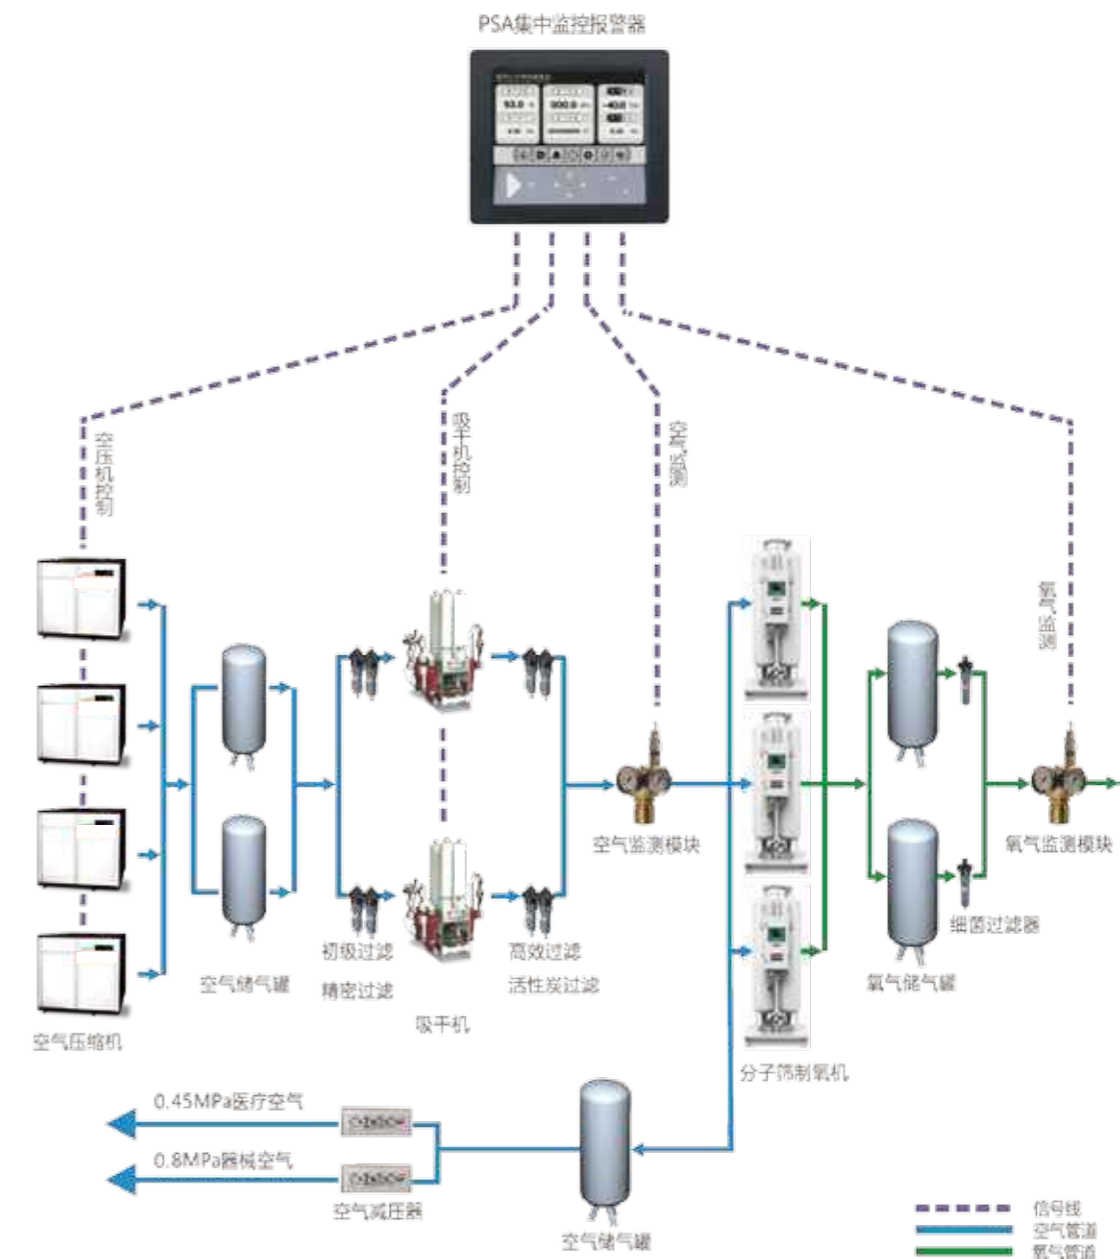 PSA集中监控报警器
93.0
300.0
-40.0
空压机控制
吸干机控制
空气监测
氧气监测
空气监测模块
氧气监测模块
初级过滤
高效过滤
细菌过滤器
空气储气罐
精密过滤
活性炭过滤
氧气储气罐
吸干机
空气压缩机
分子筛制氧机
0.45MPa医疗空气
0.8MPa器械空气
空气减压器
空气储气罐
信号线
空气管道
氧气管道